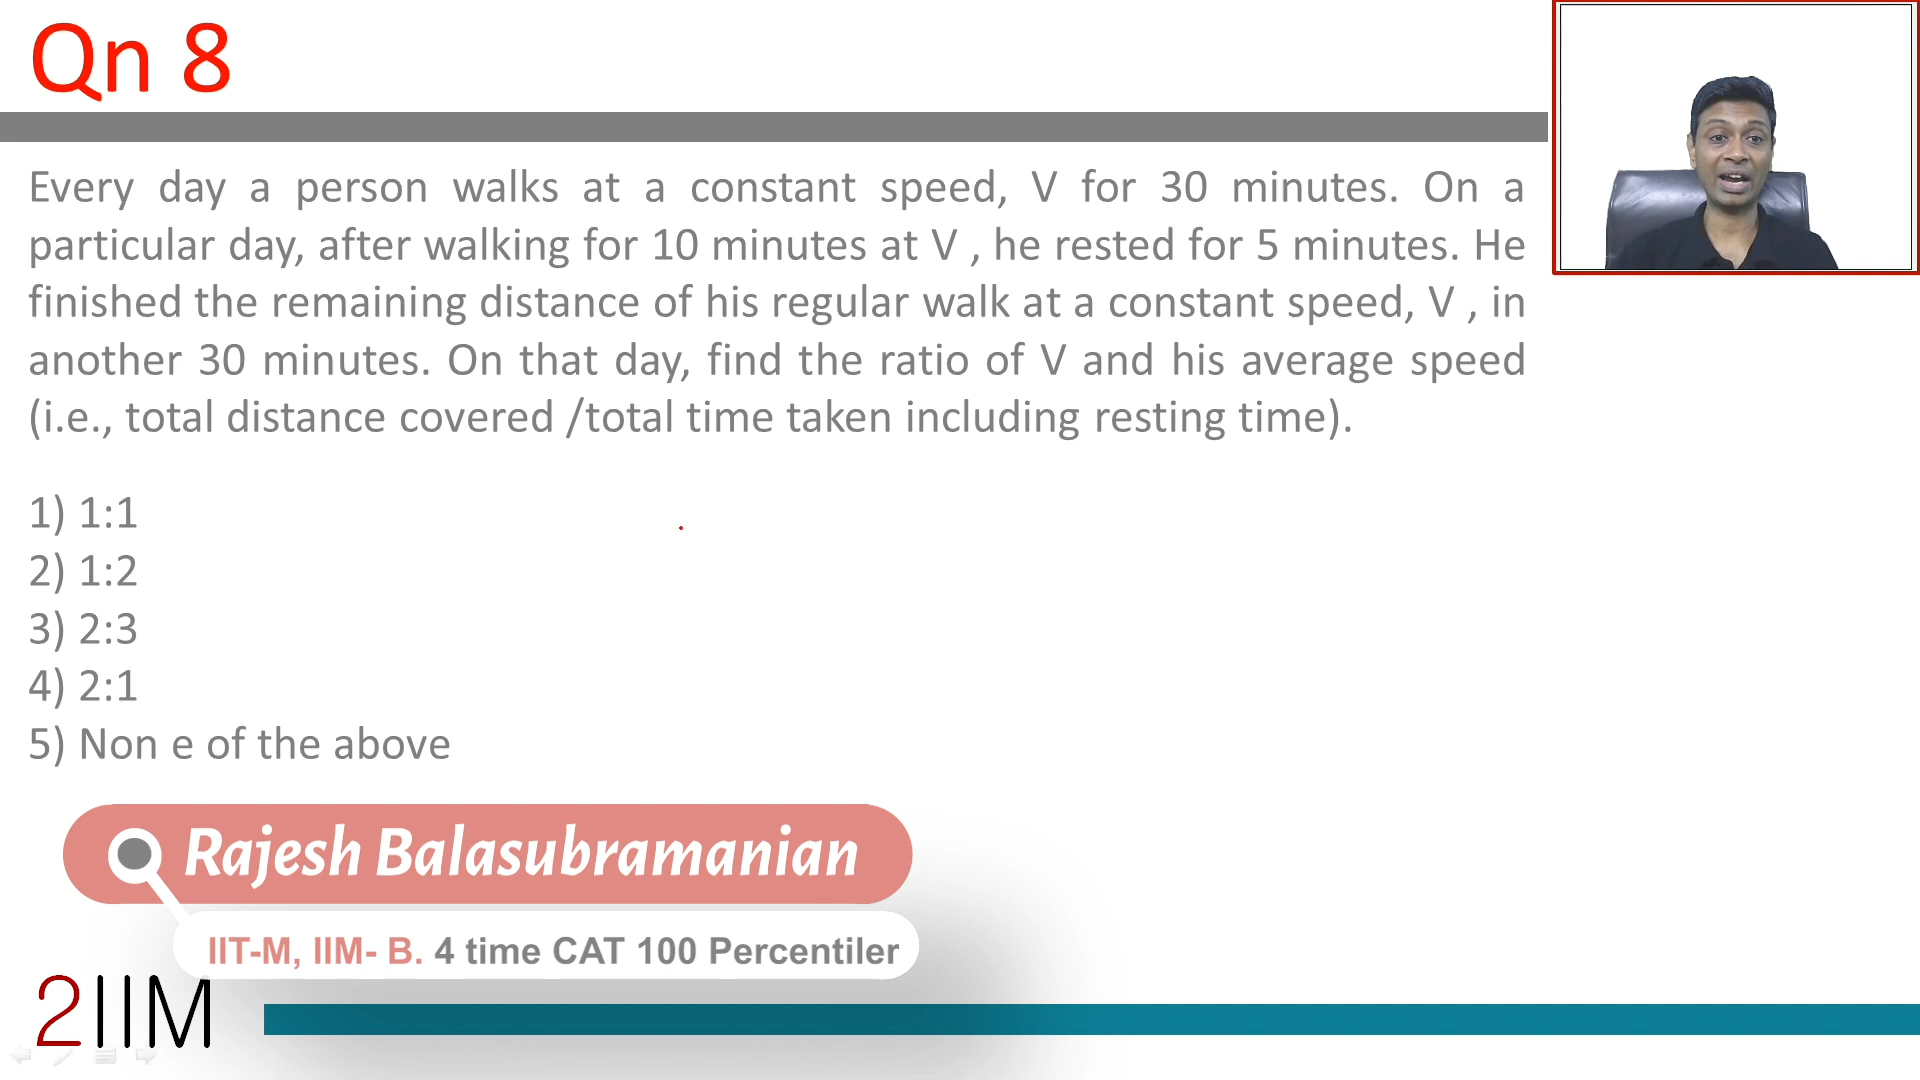 Qn 8
Every day a person walks at a constant speed, V for 30 minutes. On a
particular day, after walking for 10 minutes at V , he rested for 5 minutes. He
finished the remaining distance of his regular walk at a constant speed, V , in
another 30 minutes. On that day, find the ratio of V and his average speed
(i.e., total distance covered /total time taken including resting time).
1) 1:1
2) 1:2
3) 2:3
4) 2:1
5) Non e of the above
Rajesh Balasubramanian
IIT-M, IIM- B. 4 time CAT 100 Percentiler
2IIM